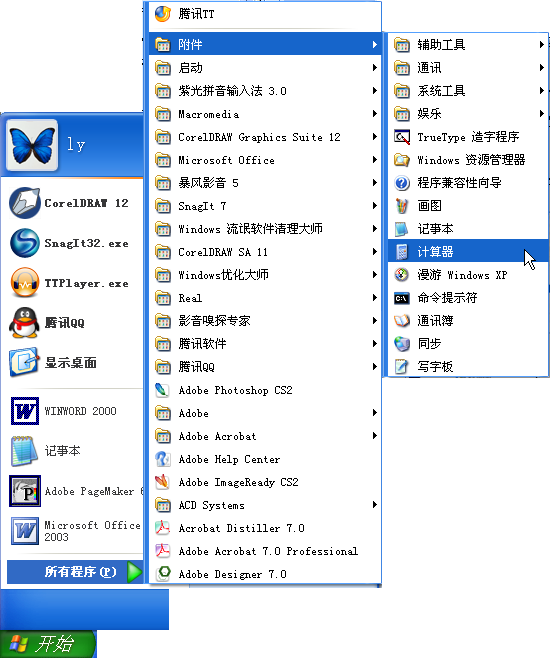 ly
CorelDRAW 12
SnagIt32.exe
TTPlayer.exe
腾讯QQ
显示桌面
WINWORD 2000
记事本
Adobe PageMaker 6
Microsoft Office
2003
所有程序(P)
开始
腾讯TT
附件
启动
紫光拼音输入法 3.0
Macromedia
CorelDRAW Graphics Suite 12
Microsoft Office
暴风影音 5
SnagIt 7
Windows 流氓软件清理大师
CorelDRAW SA 11
Windows优化大师
Real
影音嗅探专家
腾讯软件
腾讯QQ
Adobe Photoshop CS2
Adobe
Adobe Acrobat
Adobe Help Center
Adobe ImageReady CS2
ACD Systems
Acrobat Distiller 7.0
Adobe Acrobat 7.0 Professional
Adobe Designer 7.0
辅助工具
通讯
系统工具
娱乐
TrueType 造字程序
Windows 资源管理器
程序兼容性向导
画图
记事本
计算器
漫游 Windows XP
命令提示符
通讯簿
同步
写字板